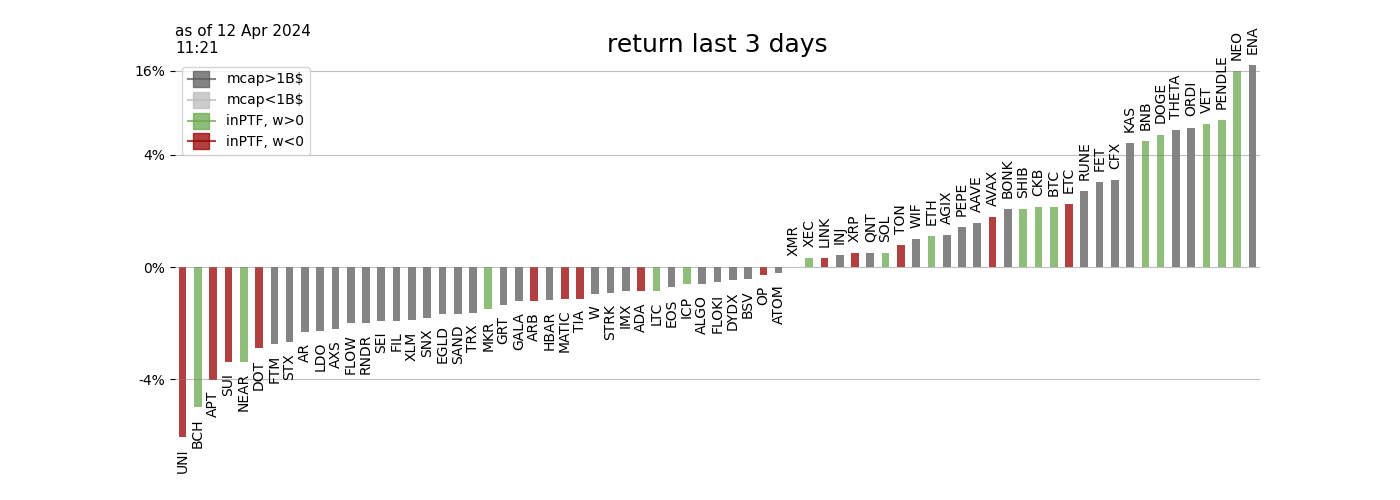 as of 12 Apr 2024
11:21
return last 3 days
16%
4%
0%
-4%
mcap>1B$
mcap<1B$
inPTF, w>0
inPTF, w<0
UNI
BCH
APT
SUI
NEAR
DOT
FTM
STX
AR
LDO
AXS
FLOW
RNDR
SEI
FIL
XLM
SNX
EGLD
SAND
TRX
MKR
GRT
GALA
ARB
HBAR
MATIC
TIA
W
STRK
IMX
ADA
LTC
EOS
ICP
ALGO
FLOKI
DYDX
BSV
OP
ATOM
XMR
XEC
LINK
INJ
XRP
QNT
SOL
TON
WIF
ETH
AGIX
PEPE
AAVE
AVAX
BONK
SHIB
CKB
BTC
ETC
RUNE
FET
CFX
KAS
BNB
DOGE
THETA
ORDI
VET
PENDLE
NEO
ENA